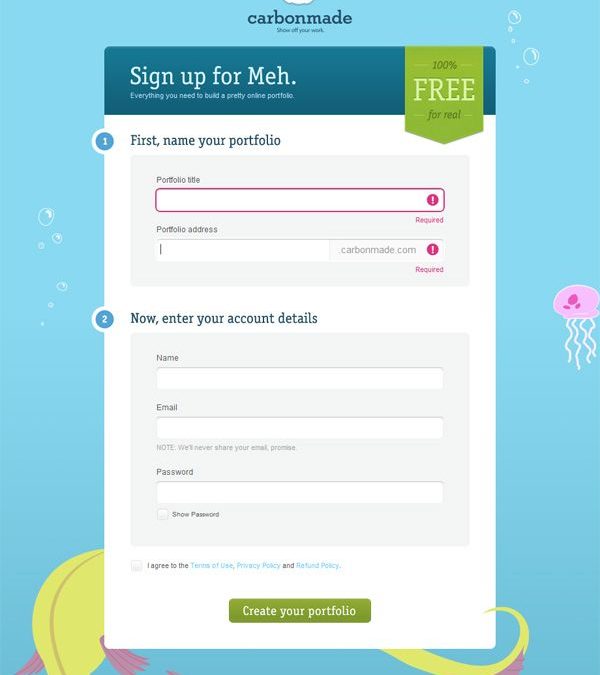 carbonmade
Show off your work.
Sign up for Meh.
Everything you need to build a pretty online portfolio.
100%
FREE
for real
1
First, name your portfolio
Portfolio title
!
Required
Portfolio address
.carbonmade.com !
Required
2
Now, enter your account details
Name
Email
NOTE: We'll never share your email, promise.
Password
Show Password
I agree to the Terms of Use, Privacy Policy and Refund Policy.
Create your portfolio